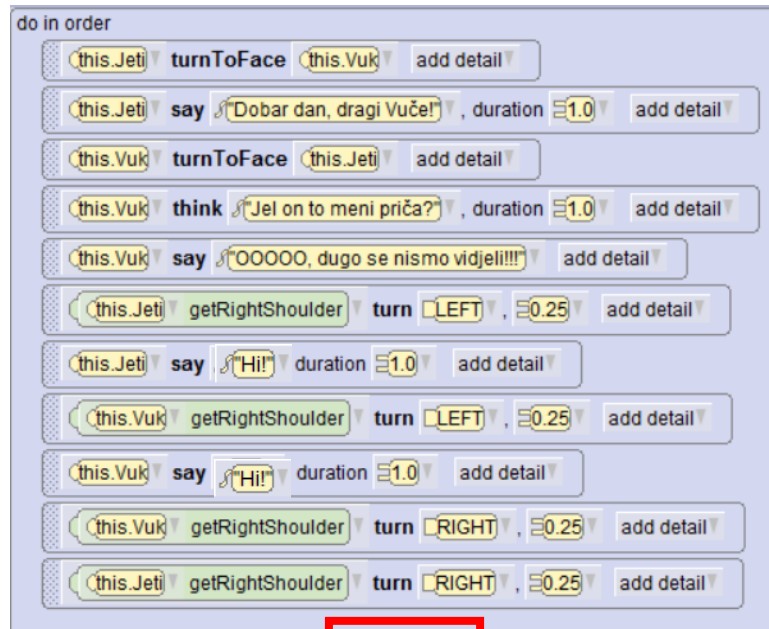 do in order
this.Jeti turnToFace this.Vuk add detail
this.Jeti say "Dobar dan, dragi Vuče!" , duration 1.0 add detail
this.Vuk turnToFace this.Jeti add detail
this.Vuk think "Jel on to meni priča?" , duration 1.0 add detail
this.Vuk say "OOOOO, dugo se nismo vidjeli!!!" add detail
this.Jeti getRightShoulder turn LEFT , 0.25 add detail
this.Jeti say "Hi!" duration 1.0 add detail
this.Vuk getRightShoulder turn LEFT , 0.25 add detail
this.Vuk say "Hi!" duration 1.0 add detail
this.Vuk getRightShoulder turn RIGHT , 0.25 add detail
this.Jeti getRightShoulder turn RIGHT , 0.25 add detail